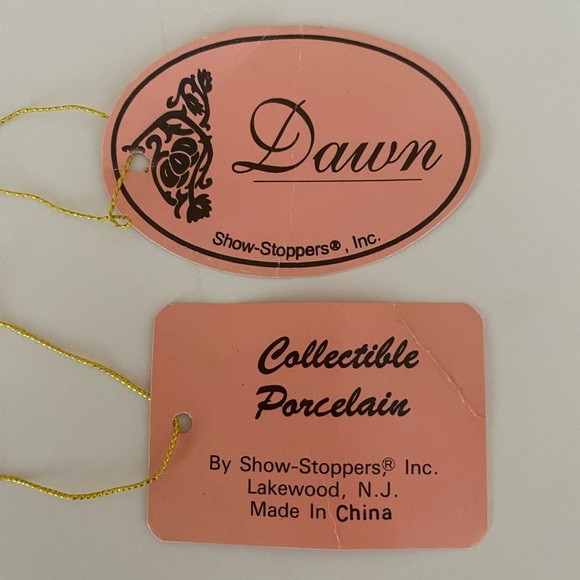 Dawn
Show-Stoppers®, Inc.
Collectible
Porcelain
By Show-Stoppers,® Inc.
Lakewood, N.J.
Made In China